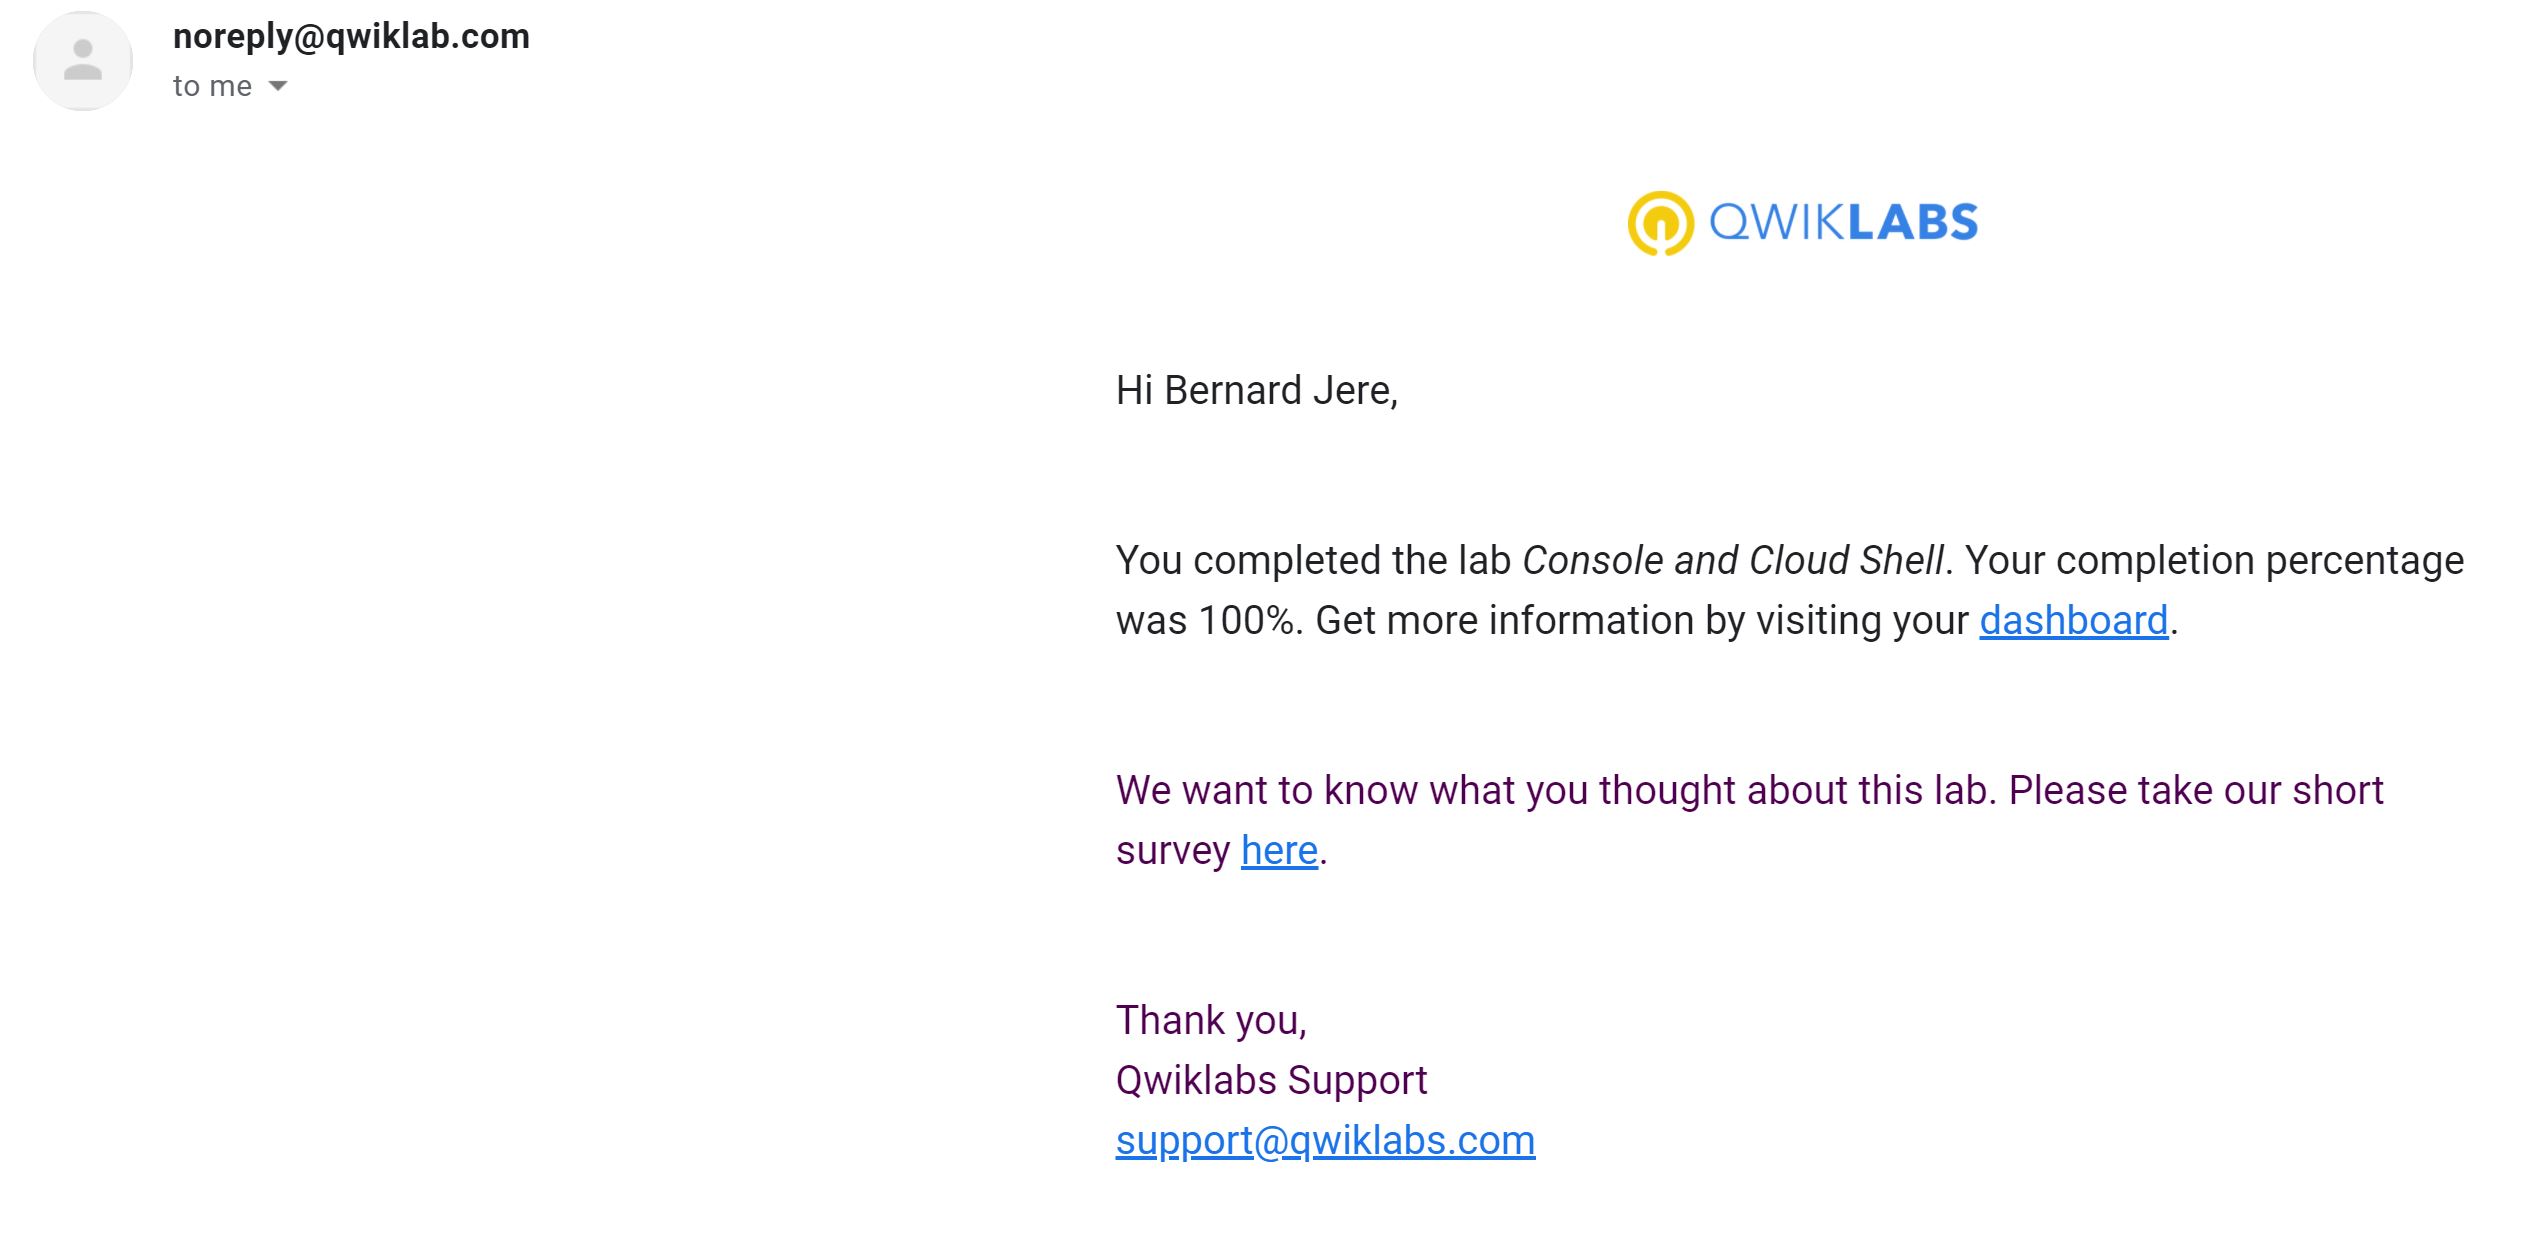 noreply@qwiklab.com
to me
QWIKLABS
Hi Bernard Jere,
You completed the lab Console and Cloud Shell. Your completion percentage
was 100%. Get more information by visiting your dashboard.
We want to know what you thought about this lab. Please take our short
survey here.
Thank you,
Qwiklabs Support
support@qwiklabs.com